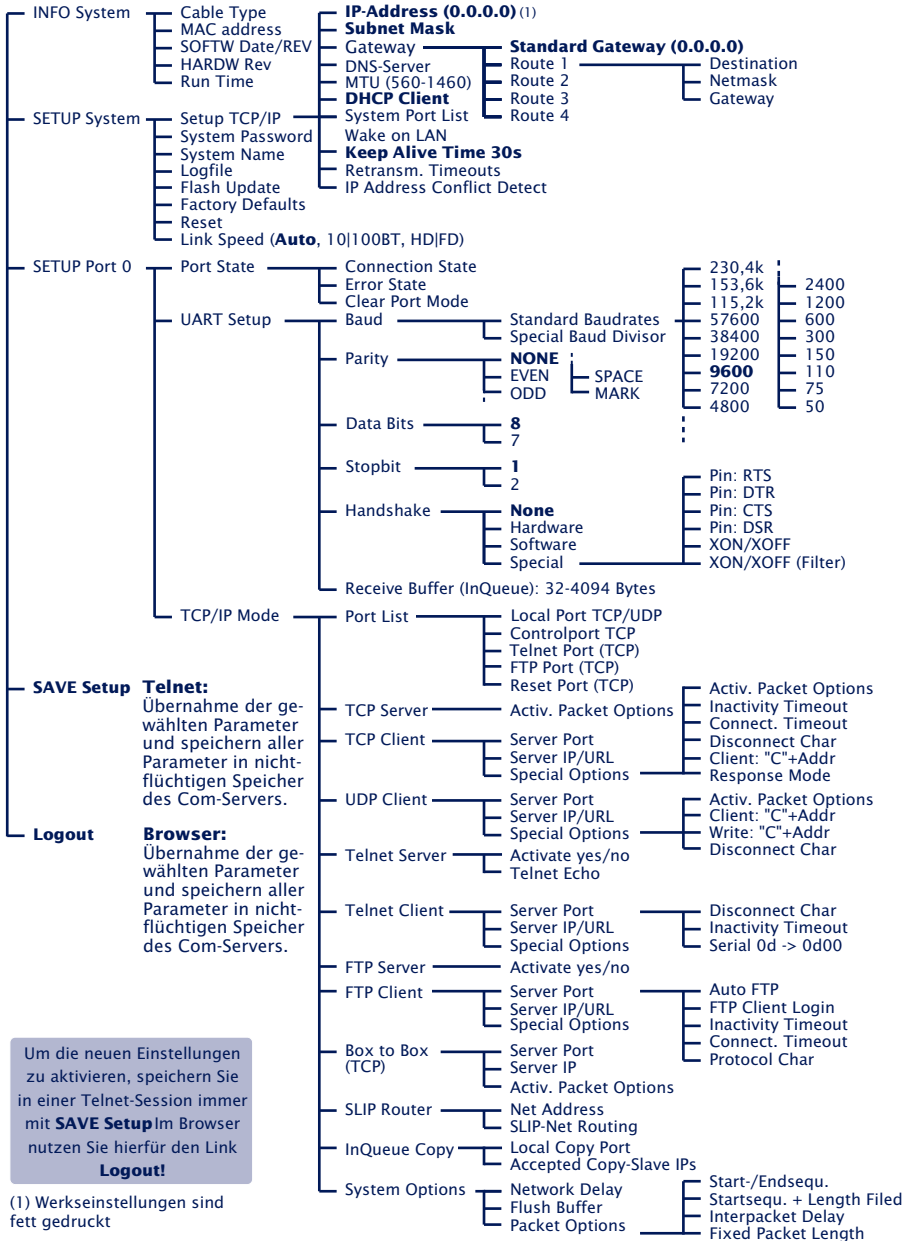 INFO System
Cable Type
MAC address
SOFTW Date/REV
HARDW Rev
Run Time
SETUP System
Setup TCP/IP
IP-Address (0.0.0.0) (1)
Subnet Mask
Gateway
Standard Gateway (0.0.0.0)
Route 1
Destination
Netmask
Gateway
Route 2
Route 3
Route 4
DNS-Server
MTU (560-1460)
DHCP Client
System Port List
Wake on LAN
Keep Alive Time 30s
Retransm. Timeouts
IP Address Conflict Detect
System Password
System Name
Logfile
Flash Update
Factory Defaults
Reset
Link Speed (Auto, 10|100BT, HD|FD)
SETUP Port 0
Port State
Connection State
Error State
Clear Port Mode
UART Setup
Baud
Standard Baudrates
230,4k
153,6k
115,2k
57600
38400
19200
9600
7200
4800
2400
1200
600
300
150
110
75
50
Special Baud Divisor
Parity
NONE
EVEN
ODD
SPACE
MARK
Data Bits
8
7
Stopbit
1
2
Handshake
None
Hardware
Software
Special
Pin: RTS
Pin: DTR
Pin: CTS
Pin: DSR
XON/XOFF
XON/XOFF (Filter)
Receive Buffer (InQueue): 32-4094 Bytes
TCP/IP Mode
Port List
Local Port TCP/UDP
Controlport TCP
Telnet Port (TCP)
FTP Port (TCP)
Reset Port (TCP)
TCP Server
Activ. Packet Options
TCP Client
Server Port
Server IP/URL
Special Options
Activ. Packet Options
Inactivity Timeout
Connect. Timeout
Disconnect Char
Client: "C"+Addr
Response Mode
UDP Client
Server Port
Server IP/URL
Special Options
Activ. Packet Options
Client: "C"+Addr
Write: "C"+Addr
Disconnect Char
Telnet Server
Activate yes/no
Telnet Echo
Telnet Client
Server Port
Server IP/URL
Special Options
Disconnect Char
Inactivity Timeout
Serial 0d -> 0d00
FTP Server
Activate yes/no
FTP Client
Server Port
Server IP/URL
Special Options
Auto FTP
FTP Client Login
Inactivity Timeout
Connect. Timeout
Protocol Char
Box to Box
(TCP)
Server Port
Server IP
Activ. Packet Options
SLIP Router
Net Address
SLIP-Net Routing
InQueue Copy
Local Copy Port
Accepted Copy-Slave IPs
System Options
Network Delay
Flush Buffer
Packet Options
Start-/Endsequ.
Startsequ. + Length Filed
Interpacket Delay
Fixed Packet Length
SAVE Setup
Telnet:
Übernahme der ge-
wählten Parameter
und speichern aller
Parameter in nicht-
flüchtigen Speicher
des Com-Servers.
Logout
Browser:
Übernahme der ge-
wählten Parameter
und speichern aller
Parameter in nicht-
flüchtigen Speicher
des Com-Servers.
Um die neuen Einstellungen
zu aktivieren, speichern Sie
in einer Telnet-Session immer
mit SAVE Setup Im Browser
nutzen Sie hierfür den Link
Logout!
(1) Werkseinstellungen sind
fett gedruckt